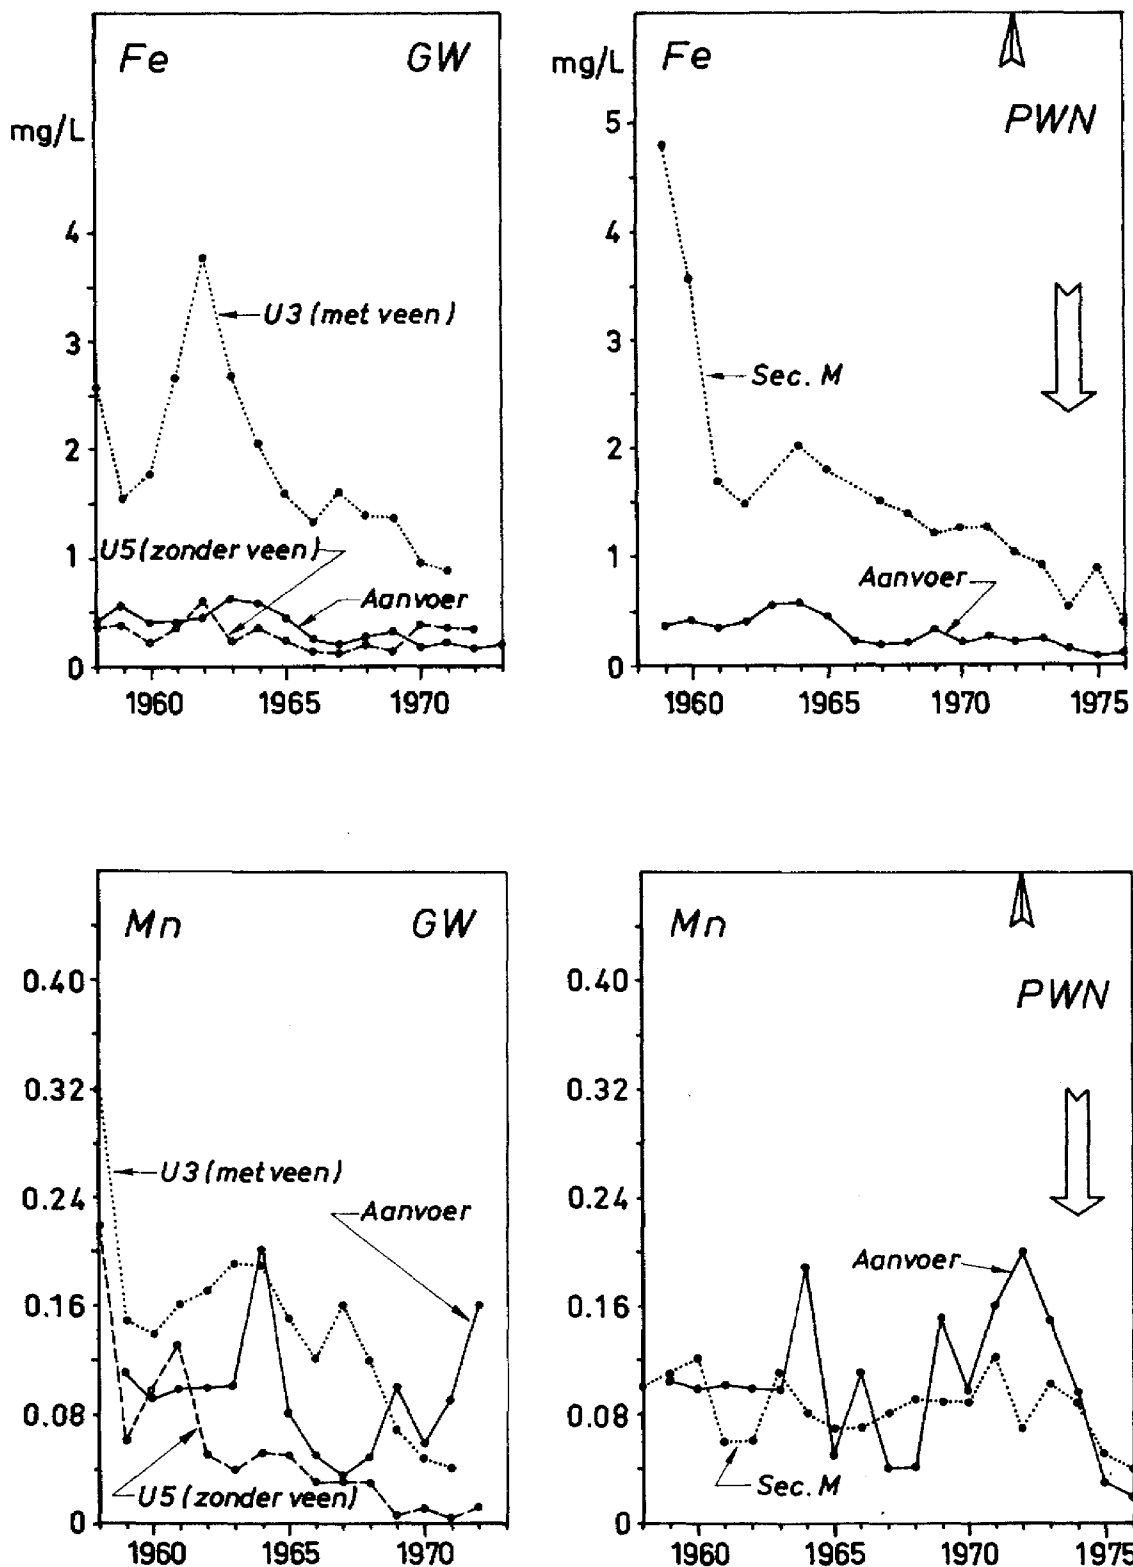 Fe GW
mg/L
4
3
2
1
0
U3 (met veen)
U5 (zonder veen)
Aanvoer
1960 1965 1970
mg/L Fe
PWN
5
4
3
2
1
0
Sec. M
Aanvoer
1960 1965 1970 1975
Mn GW
0.40
0.32
0.24
0.16
0.08
0
U3 (met veen)
Aanvoer
U5 (zonder veen)
1960 1965 1970
Mn
PWN
0.40
0.32
0.24
0.16
0.08
0
Aanvoer
Sec. M
1960 1965 1970 1975